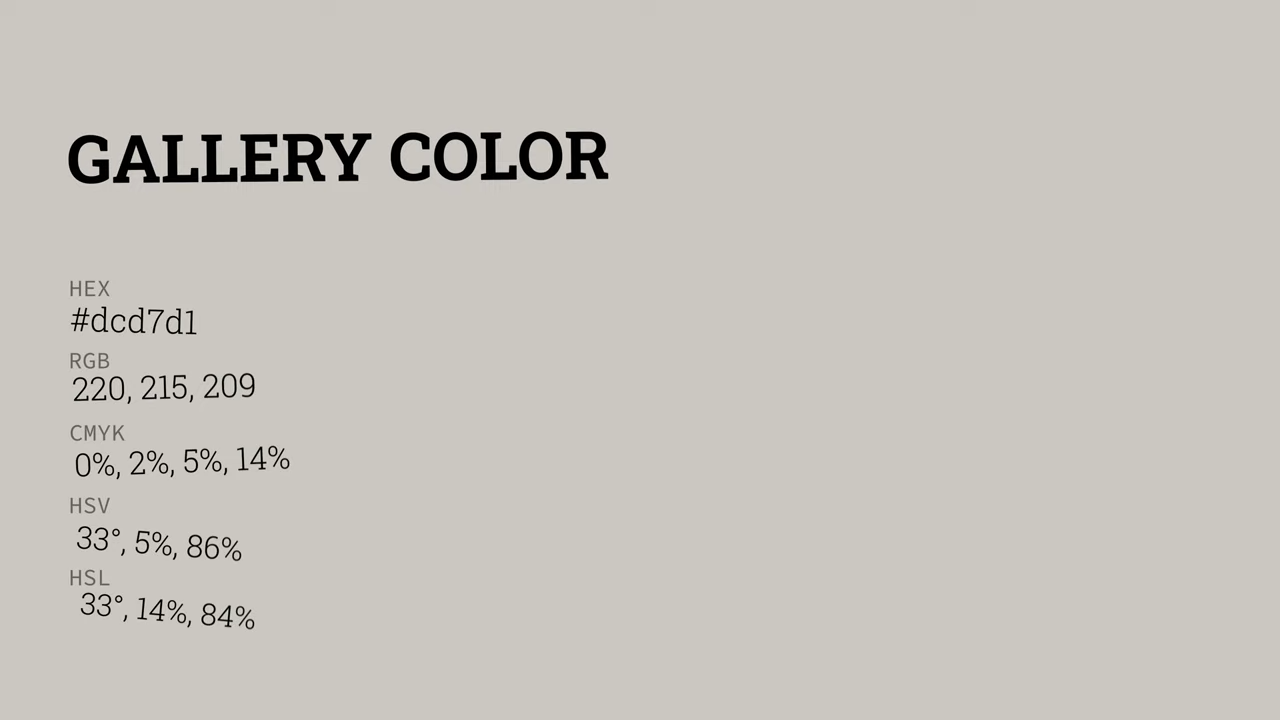 GALLERY COLOR
HEX
#dcd7d1
RGB
220, 215, 209
CMYK
0%, 2%, 5%, 14%
HSV
33°, 5%, 86%
HSL
33°, 14%, 84%